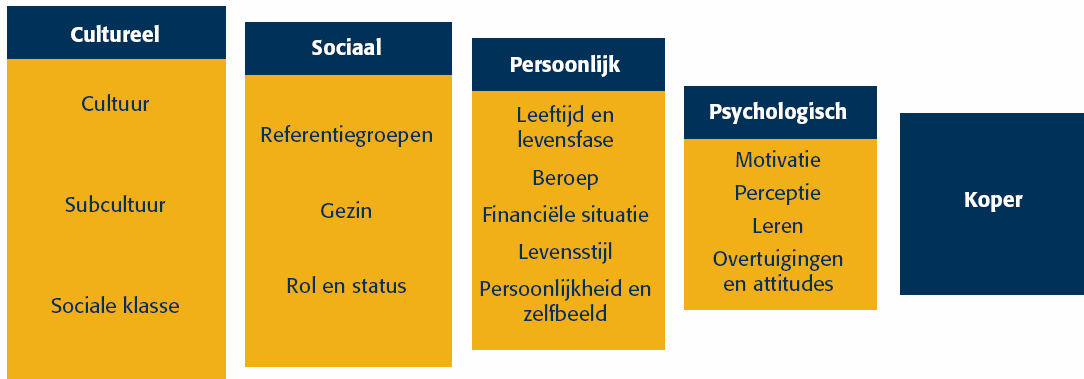 Cultureel
Cultuur
Subcultuur
Sociale klasse
Sociaal
Referentiegroepen
Gezin
Rol en status
Persoonlijk
Leeftijd en
levensfase
Beroep
Financiële situatie
Levensstijl
Persoonlijkheid en
zelfbeeld
Psychologisch
Motivatie
Perceptie
Leren
Overtuigingen
en attitudes
Koper